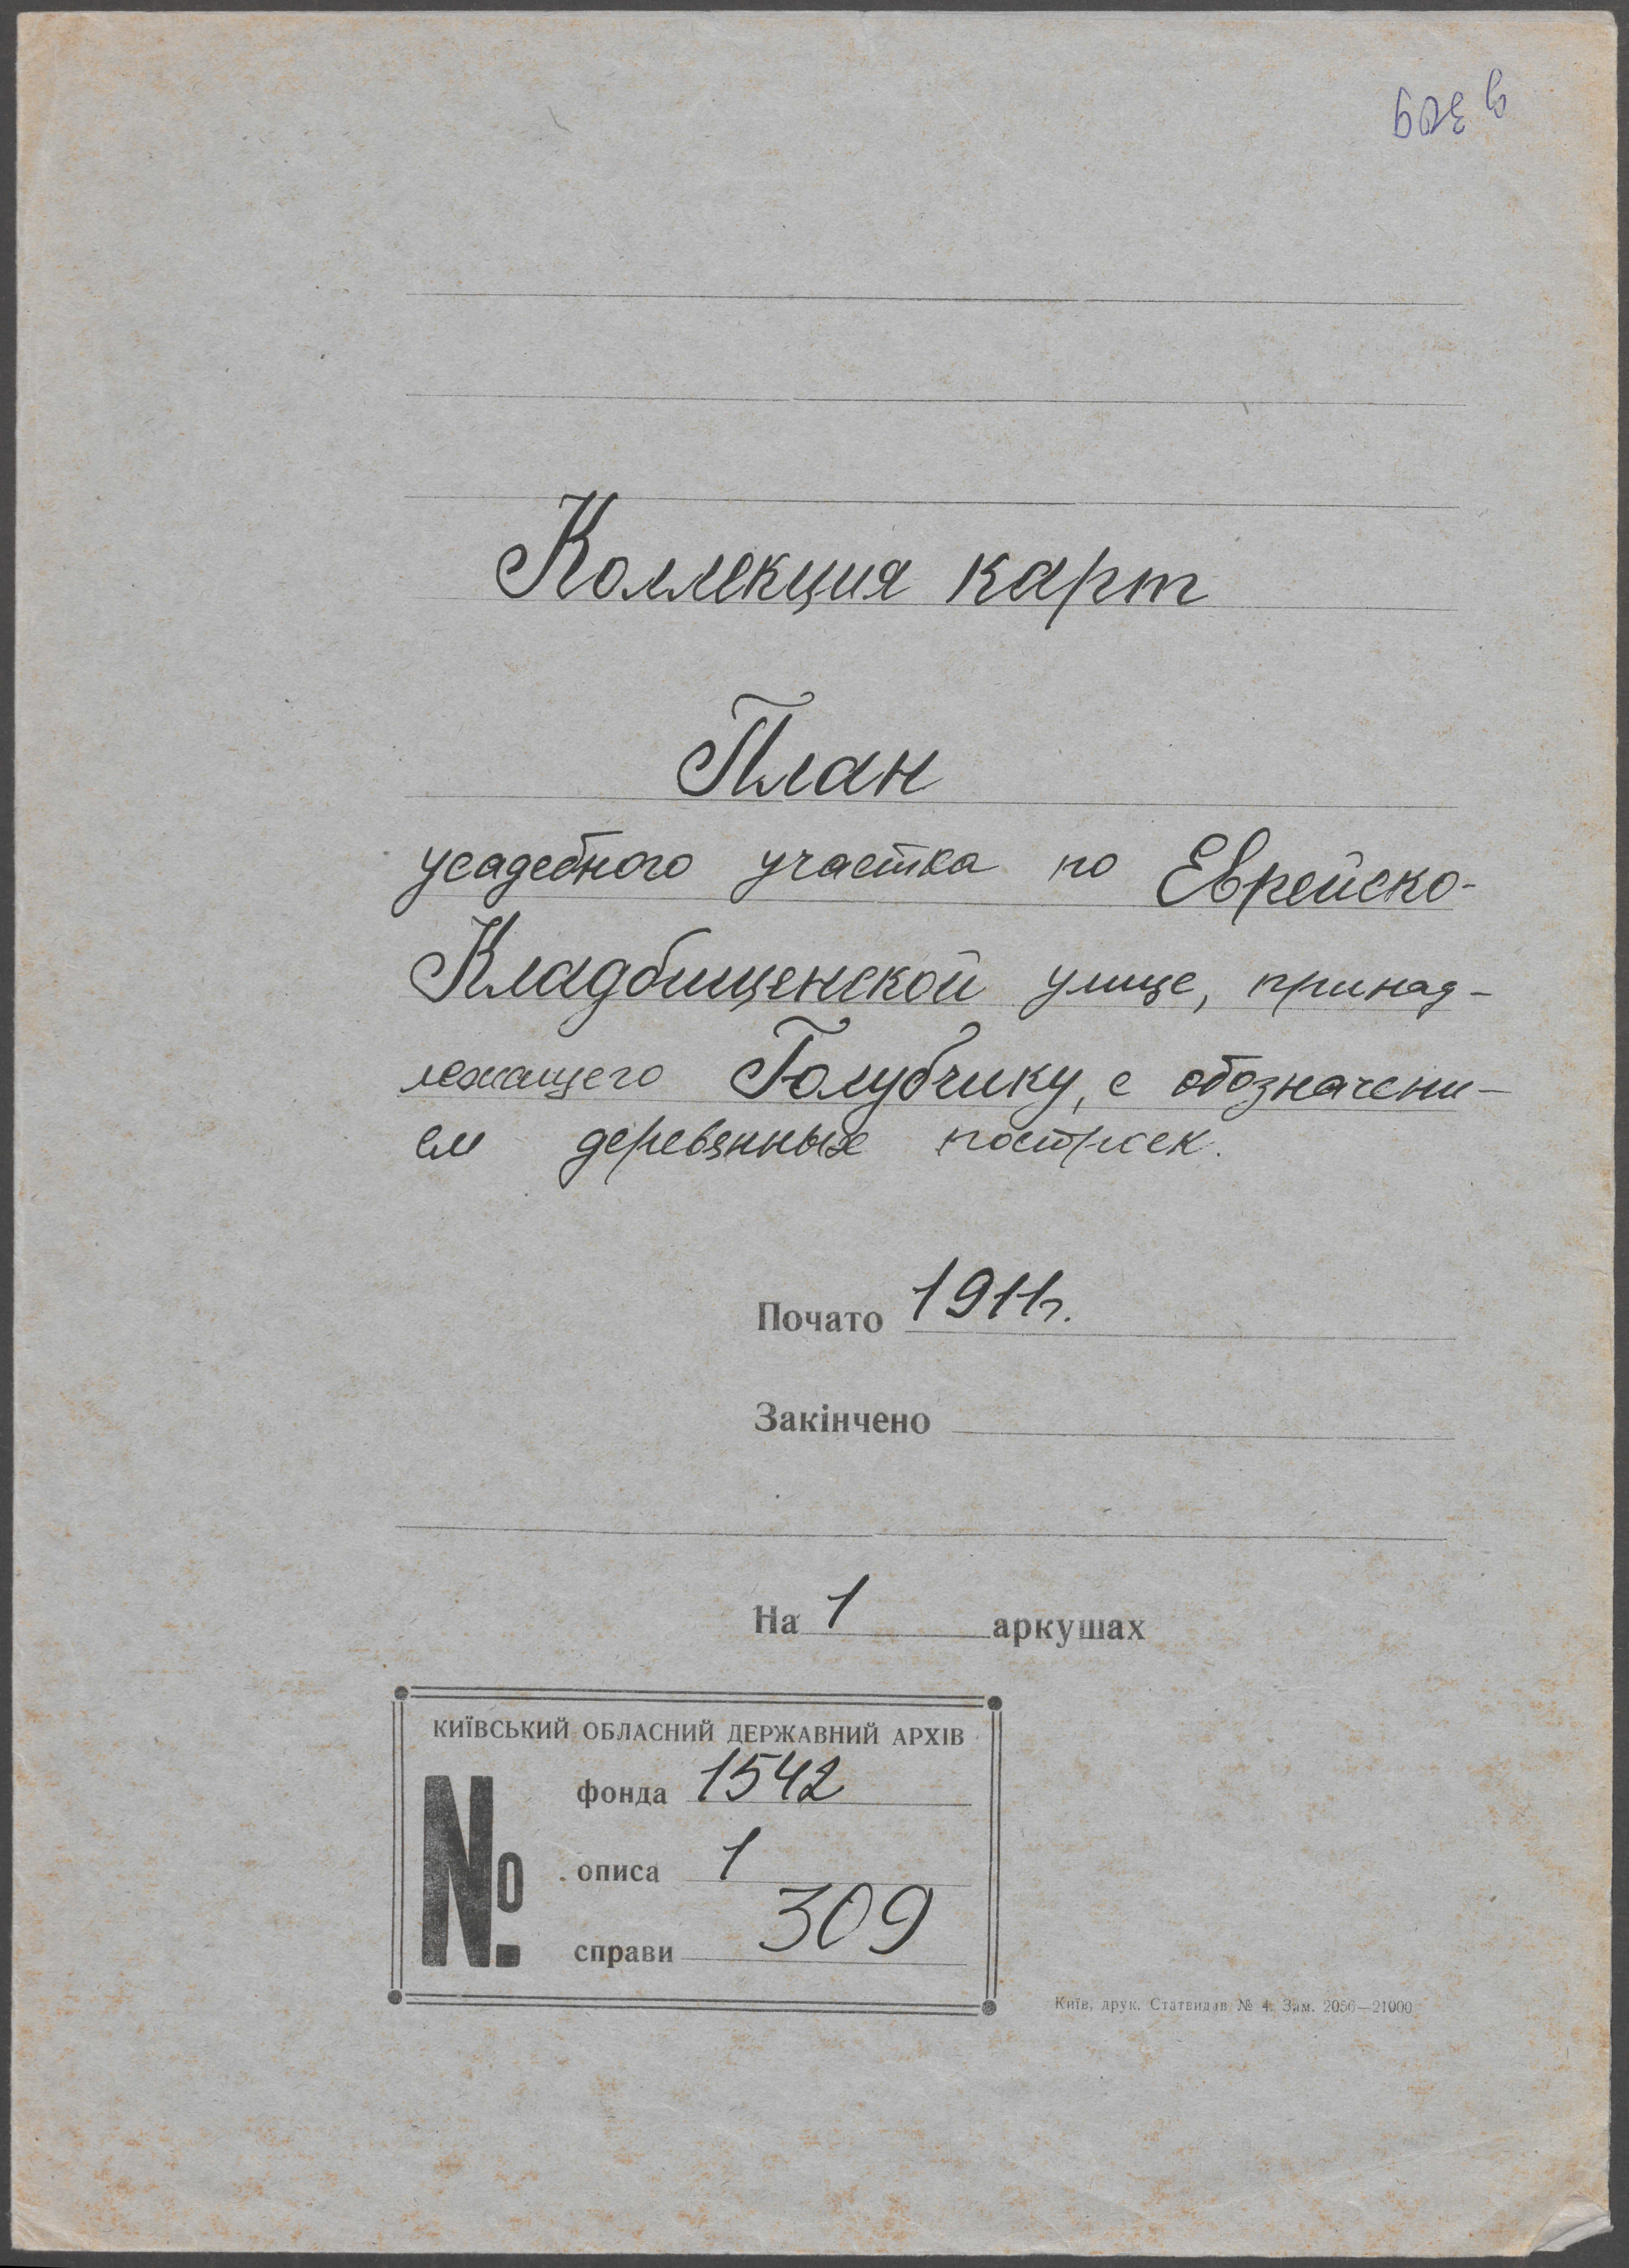 309
Коллекция карт
План
усадебного участка по Еврейско-
Кладбищенской улице, принад-
лежащего Голубчику, с обозначени-
ем деревянных построек.
Почато 1911г.
Закінчено
На 1 аркушах
КИЇВСЬКИЙ ОБЛАСНИЙ ДЕРЖАВНИЙ АРХІВ
№
фонда 1542
описа 1
справи 309
Київ, друк. Статвидав № 4. Зам. 2056—21000